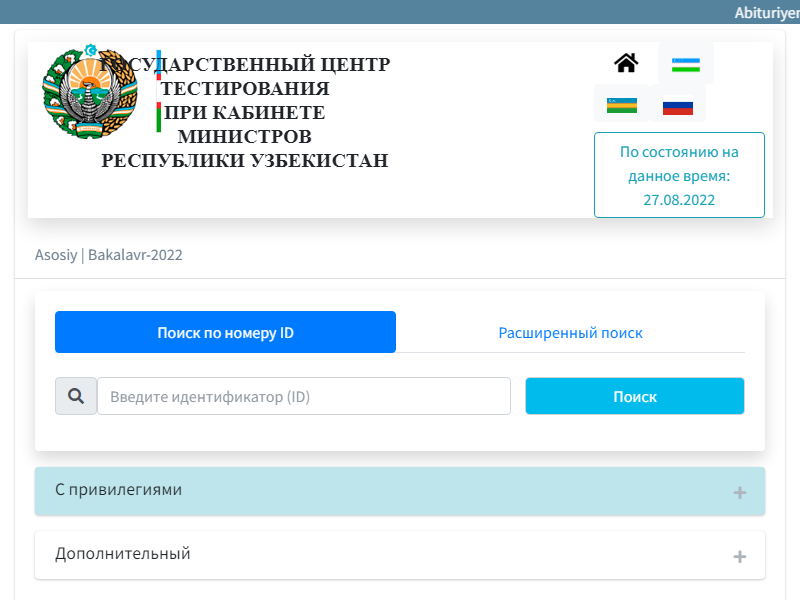 Abituriyen
ГОСУДАРСТВЕННЫЙ ЦЕНТР
ТЕСТИРОВАНИЯ
ПРИ КАБИНЕТЕ
МИНИСТРОВ
РЕСПУБЛИКИ УЗБЕКИСТАН
По состоянию на
данное время:
27.08.2022
Asosiy | Bakalavr-2022
Поиск по номеру ID
Расширенный поиск
Введите идентификатор (ID)
Поиск
С привилегиями
Дополнительный